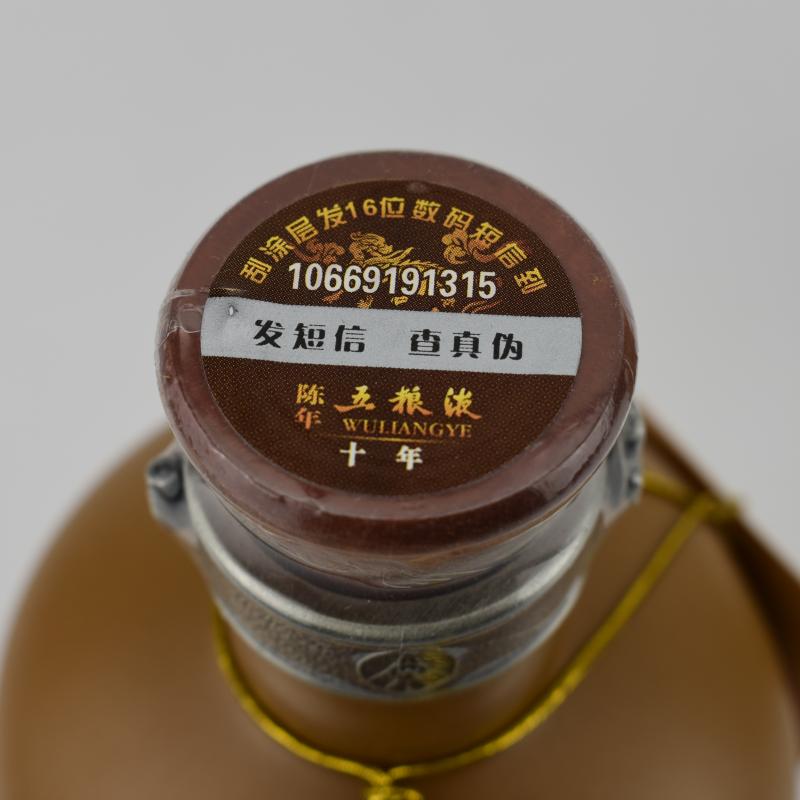 刮涂层发16位数码短信到
10669191315
发短信 查真伪
陈年 五粮液
WULIANGYE
十年